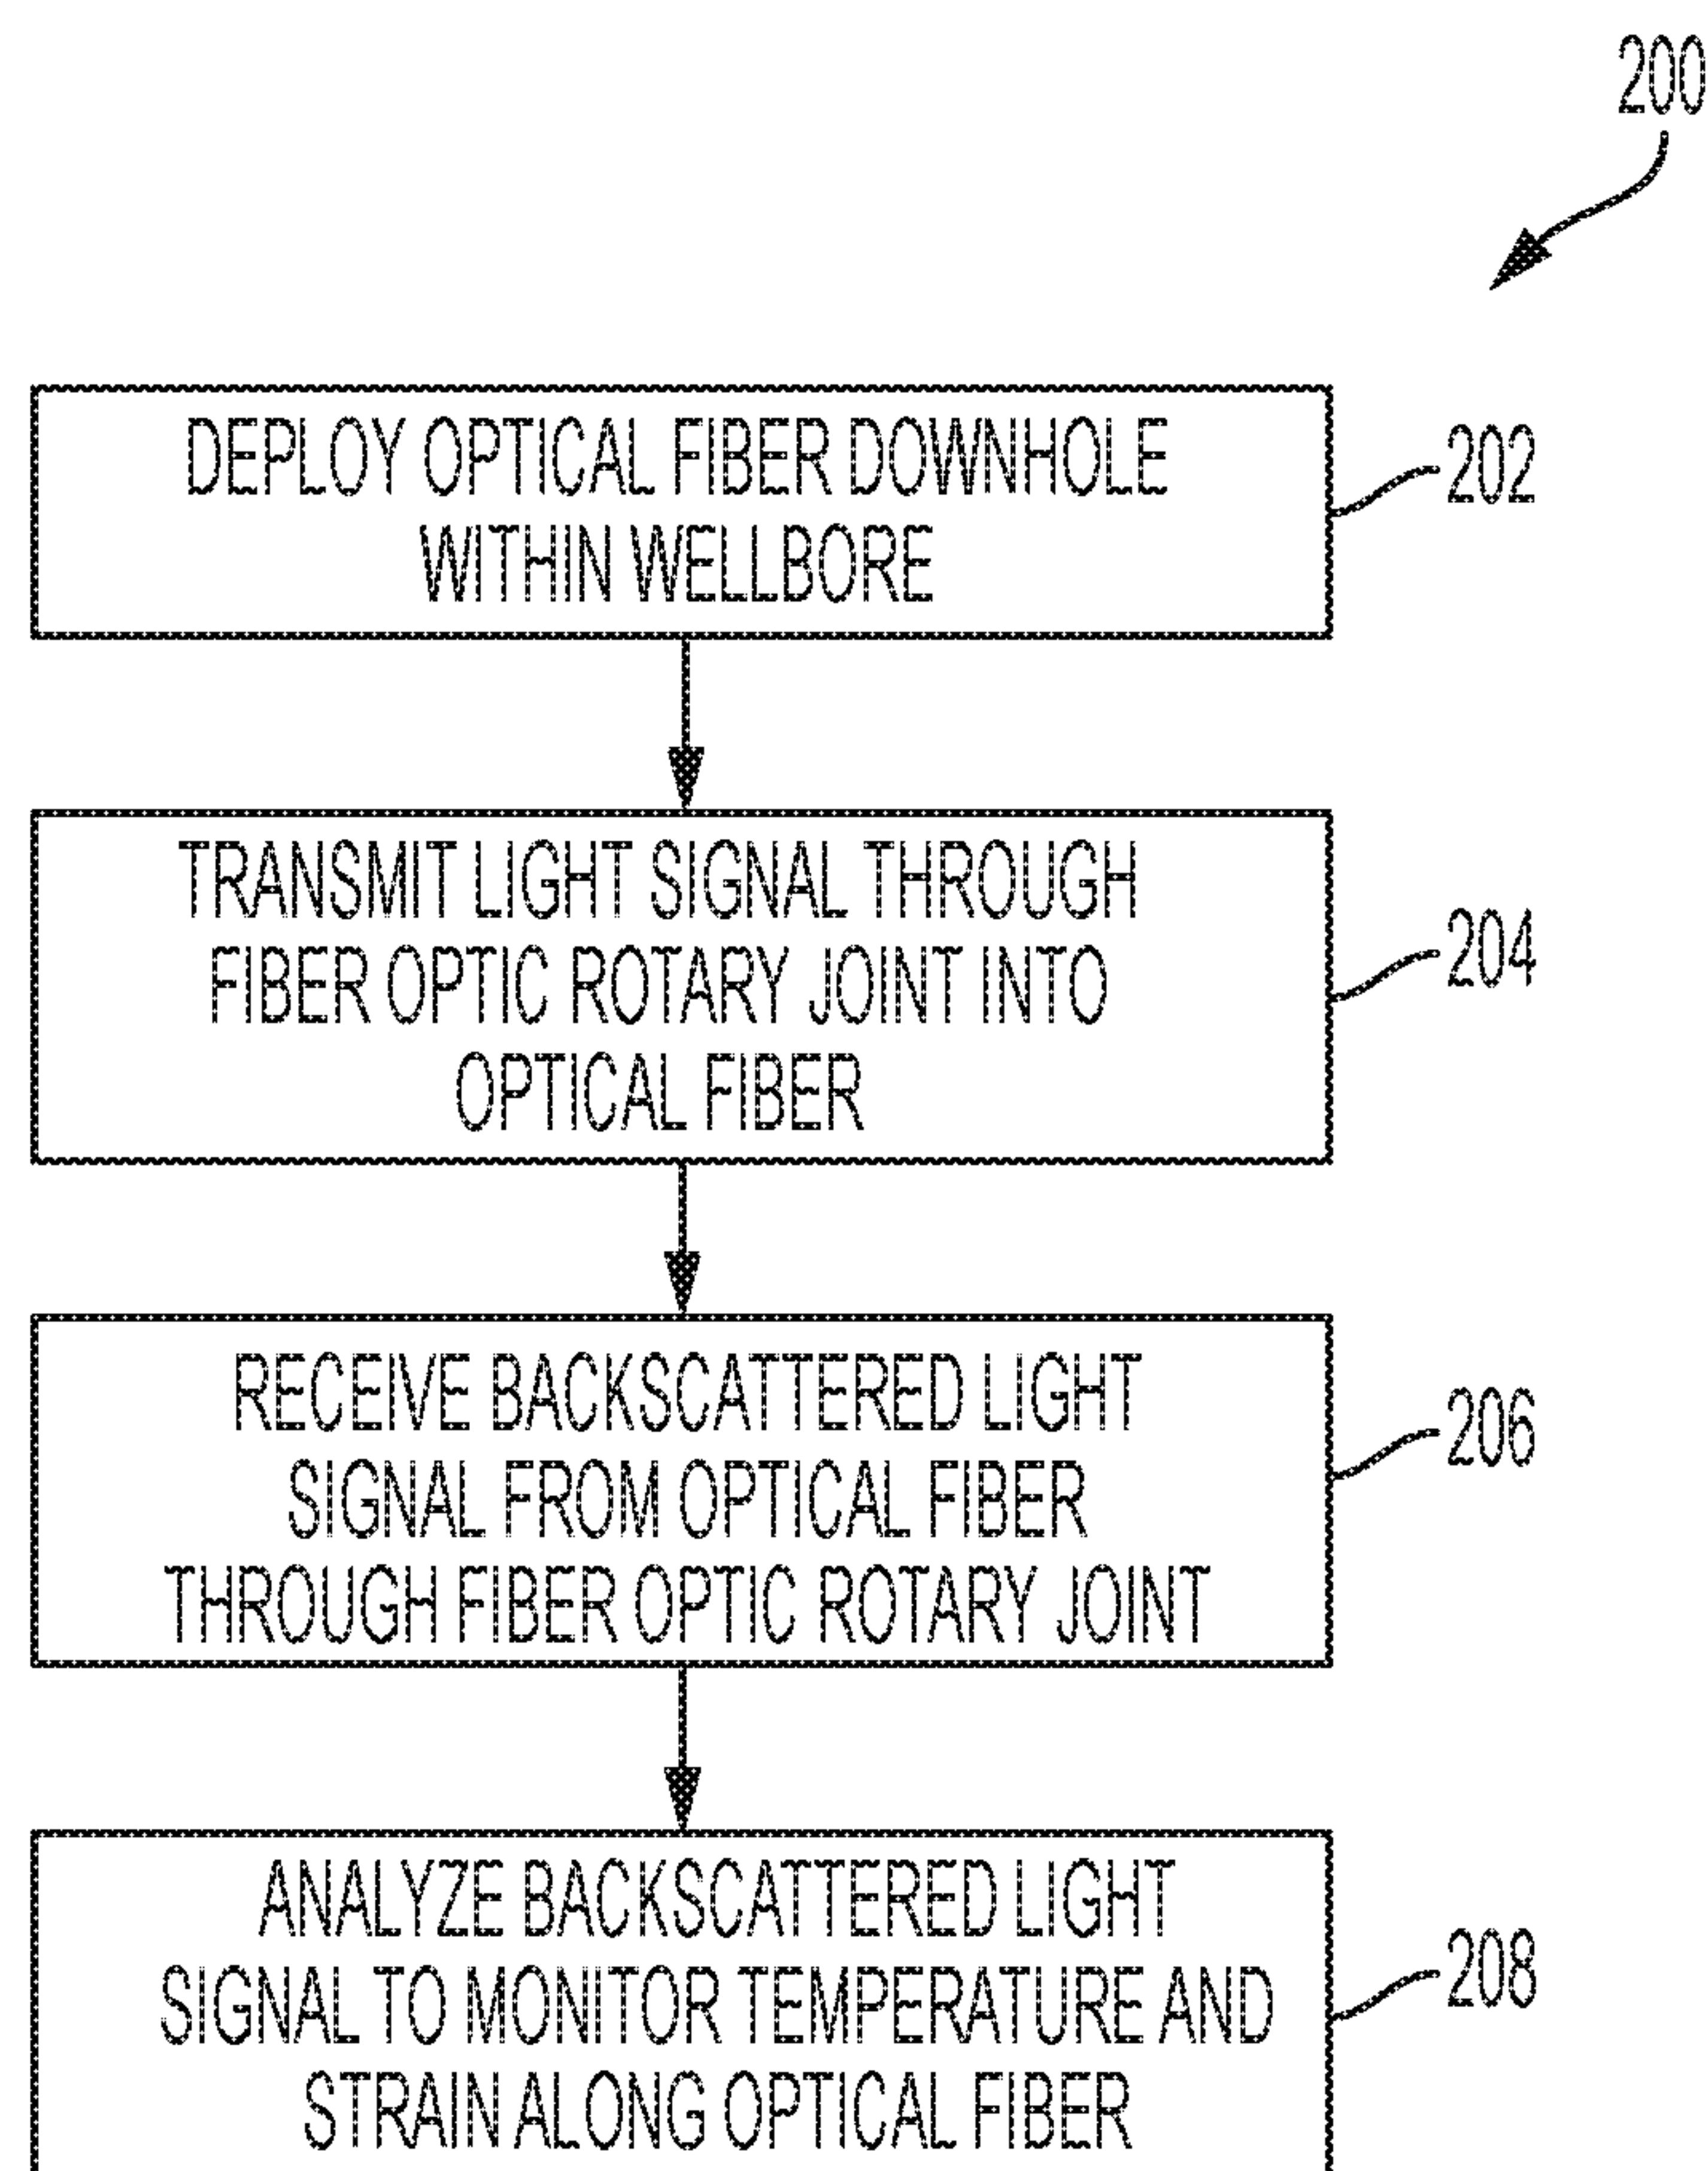 200
DEPLOY OPTICAL FIBER DOWNHOLE
WITHIN WELLBORE
202
TRANSMIT LIGHT SIGNAL THROUGH
FIBER OPTIC ROTARY JOINT INTO
OPTICAL FIBER
204
RECEIVE BACKSCATTERED LIGHT
SIGNAL FROM OPTICAL FIBER
THROUGH FIBER OPTIC ROTARY JOINT
206
ANALYZE BACKSCATTERED LIGHT
SIGNAL TO MONITOR TEMPERATURE AND
STRAIN ALONG OPTICAL FIBER
208